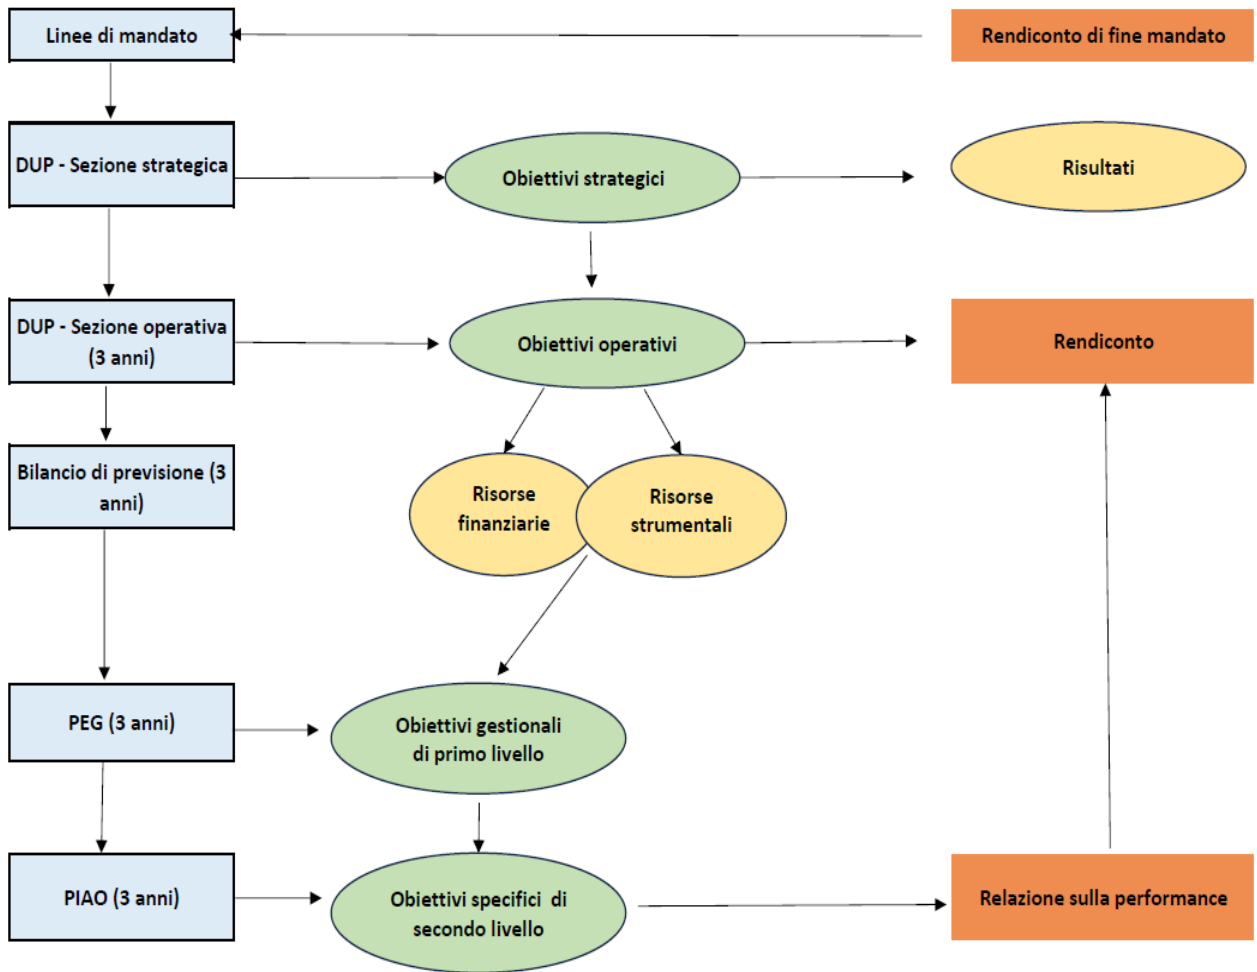 Linee di mandato
Rendiconto di fine mandato
DUP - Sezione strategica
Obiettivi strategici
Risultati
DUP - Sezione operativa
(3 anni)
Obiettivi operativi
Rendiconto
Bilancio di previsione (3
anni)
Risorse
finanziarie
Risorse
strumentali
PEG (3 anni)
Obiettivi gestionali
di primo livello
PIAO (3 anni)
Obiettivi specifici di
secondo livello
Relazione sulla performance